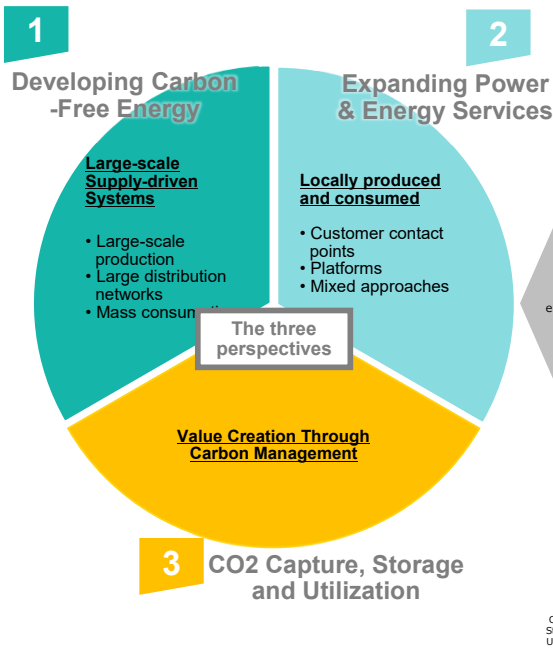 1
Developing Carbon
-Free Energy
Large-scale
Supply-driven
Systems
• Large-scale
production
• Large distribution
networks
• Mass
2
Expanding Power
& Energy Services
Locally produced
and consumed
• Customer contact
points
• Platforms
• Mixed approaches
The three
perspectives
Value Creation Through
Carbon Management
3
CO2 Capture, Storage
and Utilization